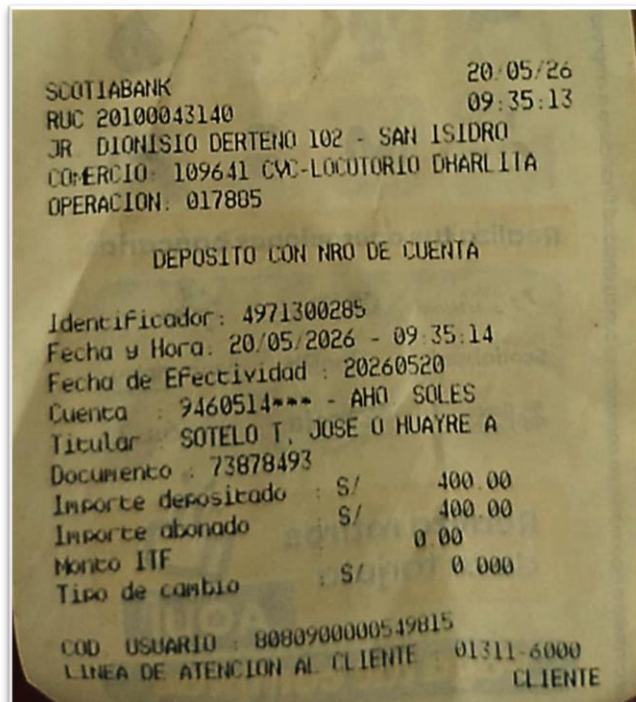 SCOTIABANK 20/05/26
RUC 20100043140 09:35:13
JR DIONISIO DERTENO 102 - SAN ISIDRO
COMERCIO: 109641 CVC-LOCUTORIO DHARLITA
OPERACION: 017885
DEPOSITO CON NRO DE CUENTA
Identificador: 4971300285
Fecha y Hora: 20/05/2026 - 09:35:14
Fecha de Efectividad : 20260520
Cuenta : 9460514*** - AHO SOLES
Titular : SOTELO T, JOSE O HUAYRE A
Documento : 73878493
Importe depositado : S/ 400.00
Importe abonado S/ 400.00
Monto ITF 0.00
Tipo de cambio : S/ 0.000
COD USUARIO : 8080900000549815
LINEA DE ATENCION AL CLIENTE : 01311-6000
CLIENTE